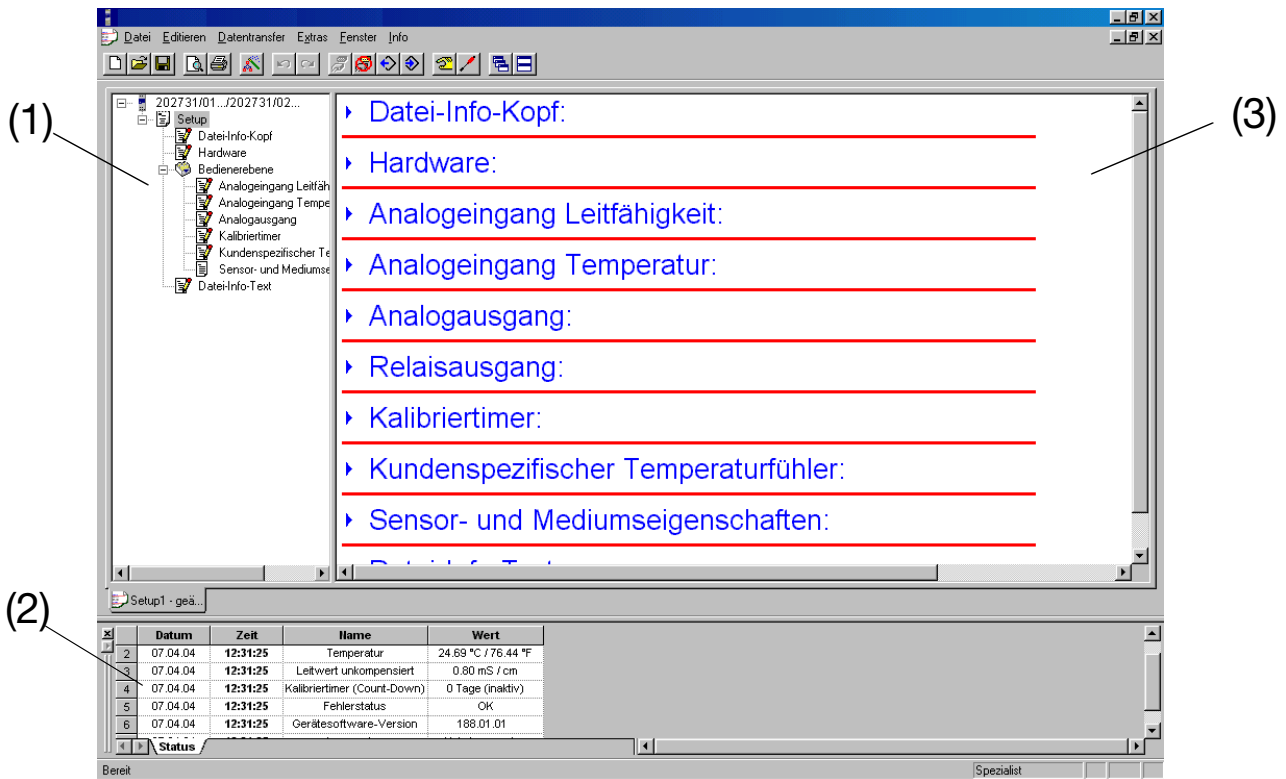 Datei Editieren Datentransfer Extras Fenster Info
(1)
202731/01.../202731/02...
Setup
Datei-Info-Kopf
Hardware
Bedienerebene
Analogeingang Leitfäh
Analogeingang Tempe
Analogausgang
Kalibriertimer
Kundenspezifischer Te
Sensor- und Mediumse
Datei-Info-Text
(3)
Datei-Info-Kopf:
Hardware:
Analogeingang Leitfähigkeit:
Analogeingang Temperatur:
Analogausgang:
Relaisausgang:
Kalibriertimer:
Kundenspezifischer Temperaturfühler:
Sensor- und Mediumseigenschaften:
Setup1 - geä...
(2)
Datum Zeit Name Wert
2 07.04.04 12:31:25 Temperatur 24.69 °C / 76.44 °F
3 07.04.04 12:31:25 Leitwert unkompensiert 0.80 mS / cm
4 07.04.04 12:31:25 Kalibriertimer (Count-Down) 0 Tage (inaktiv)
5 07.04.04 12:31:25 Fehlerstatus OK
6 07.04.04 12:31:25 Gerätesoftware-Version 188.01.01
Status
Bereit Spezialist